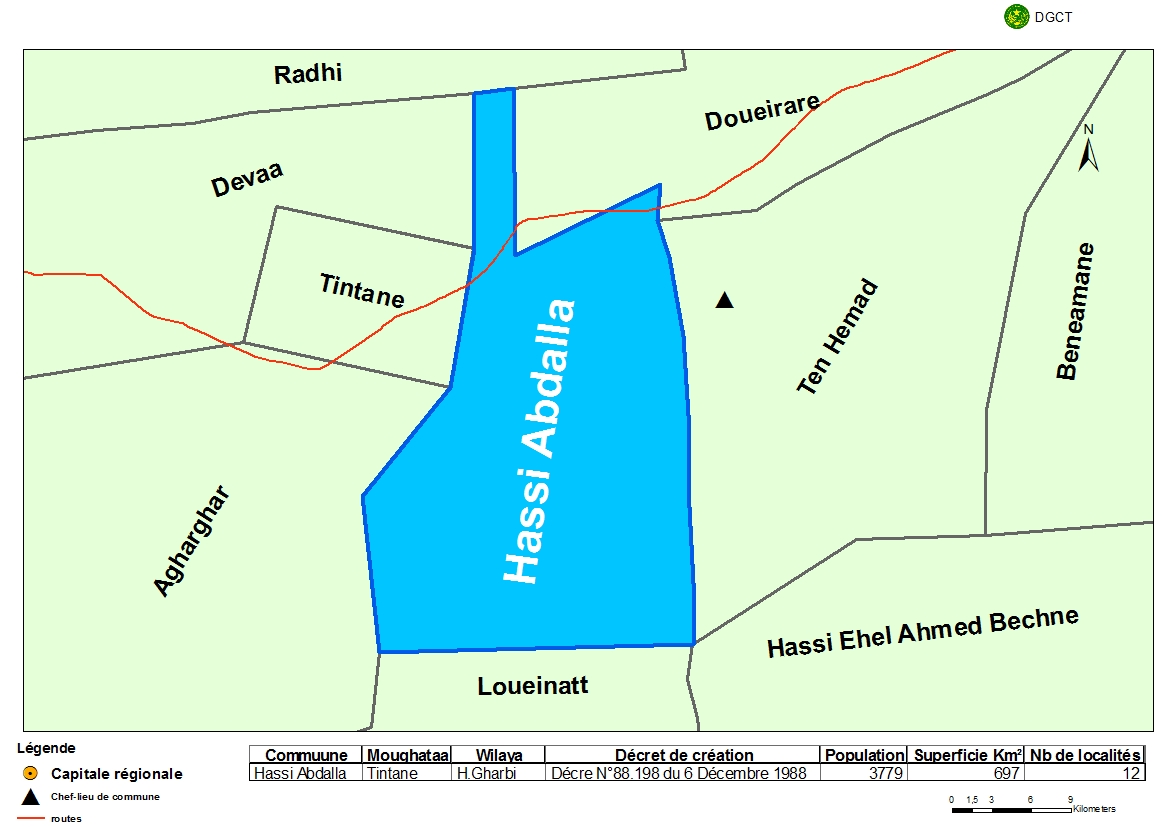 DGCT
Radhi
Doueirare
N
Devaa
Tintane
Beneamane
Ten Hemad
Hassi Abdalla
Agharghar
Hassi Ehel Ahmed Bechne
Loueinatt
Légende
Capitale régionale
Chef-lieu de commune
routes
Commuune Moughataa Wilaya Décret de création Population Superficie Km² Nb de localités
Hassi Abdalla Tintane H.Gharbi Décre N°88.198 du 6 Décembre 1988 3779 697 12
0 1,5 3 6 9
Kilometers